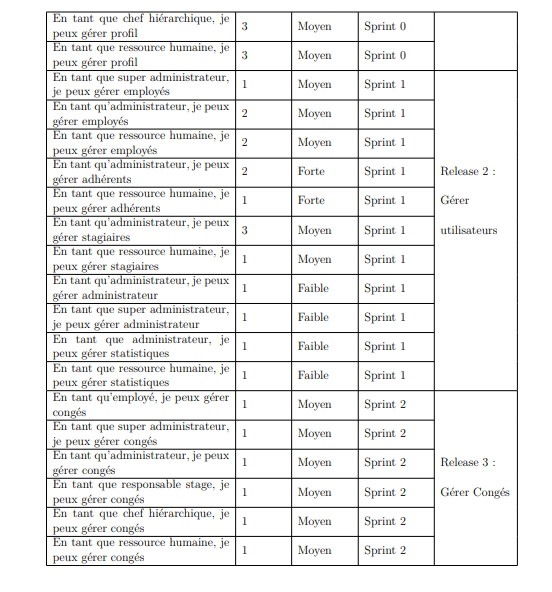 En tant que chef hiérarchique, je
peux gérer profil
3
Moyen
Sprint 0
En tant que ressource humaine, je
peux gérer profil
3
Moyen
Sprint 0
En tant que super administrateur,
je peux gérer employés
1
Moyen
Sprint 1
En tant qu'administrateur, je peux
gérer employés
2
Moyen
Sprint 1
En tant que ressource humaine, je
peux gérer employés
2
Moyen
Sprint 1
En tant qu'administrateur, je peux
gérer adhérents
2
Forte
Sprint 1
En tant que ressource humaine, je
peux gérer adhérents
1
Forte
Sprint 1
En tant qu'administrateur, je peux
gérer stagiaires
3
Moyen
Sprint 1
En tant que ressource humaine, je
peux gérer stagiaires
1
Moyen
Sprint 1
En tant qu'administrateur, je peux
gérer administrateur
1
Faible
Sprint 1
En tant que super administrateur,
je peux gérer administrateur
1
Faible
Sprint 1
En tant que administrateur, je
peux gérer statistiques
1
Faible
Sprint 1
En tant que ressource humaine, je
peux gérer statistiques
1
Faible
Sprint 1
Release 2 :
Gérer
utilisateurs
En tant qu'employé, je peux gérer
congés
1
Moyen
Sprint 2
En tant que super administrateur,
je peux gérer congés
1
Moyen
Sprint 2
En tant qu'administrateur, je peux
gérer congés
1
Moyen
Sprint 2
En tant que responsable stage, je
peux gérer congés
1
Moyen
Sprint 2
En tant que chef hiérarchique, je
peux gérer congés
1
Moyen
Sprint 2
En tant que ressource humaine, je
peux gérer congés
1
Moyen
Sprint 2
Release 3 :
Gérer Congés